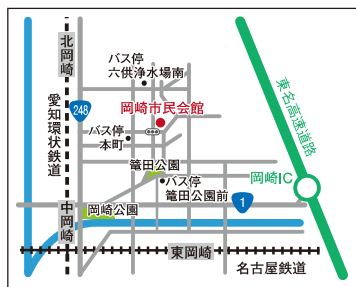 北岡崎
バス停
六供浄水場南
東名高速道路
愛知環状鉄道
248
岡崎市民会館
バス停
本町
篭田公園
岡崎IC
バス停
篭田公園前
1
中岡崎
岡崎公園
東岡崎
名古屋鉄道